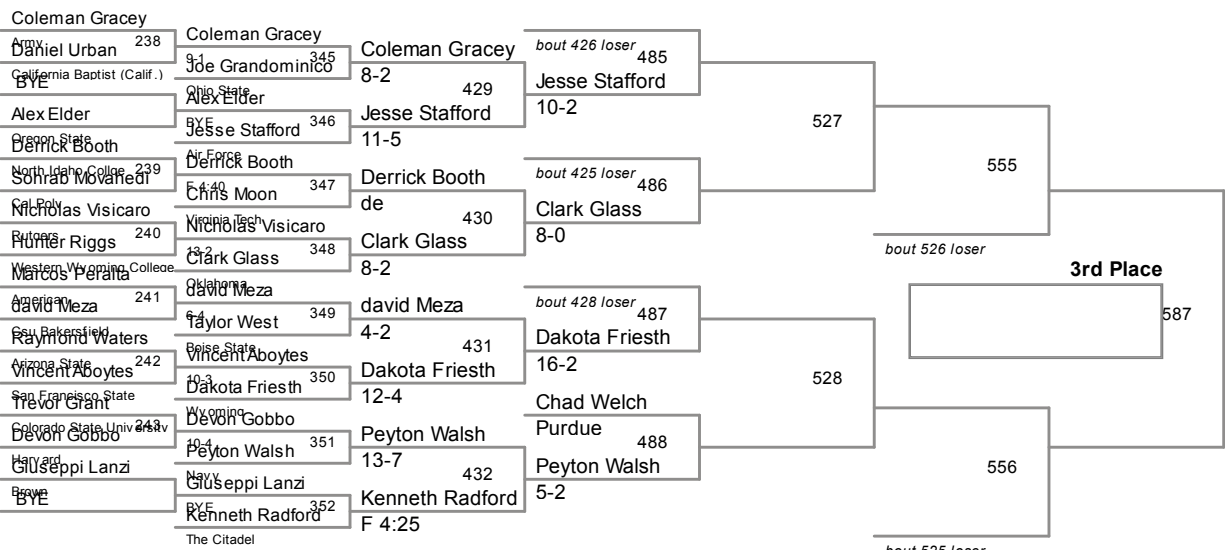 Coleman Gracey
Army
238
Daniel Urban
California Baptist (Calif.)
BYE
Alex Elder
Oregon State
Derrick Booth
North Idaho Collge
239
Sohrab Movahedi
Cal Poly
Nicholas Visicaro
Rutgers
240
Hunter Riggs
Western Wyoming College
Marcos Peralta
American
241
david Meza
Csu Bakersfield
Raymond Waters
Arizona State
242
Vincent Aboytes
San Francisco State
Trevor Grant
Colorado State University
243
Devon Gobbo
Harvard
Giuseppi Lanzi
Brown
BYE
Coleman Gracey
9-1
345
Joe Grandominico
Ohio State
Alex Elder
BYE
346
Jesse Stafford
Air Force
Derrick Booth
F 4:40
347
Chris Moon
Virginia Tech
Nicholas Visicaro
13-2
348
Clark Glass
Oklahoma
david Meza
6-4
349
Taylor West
Boise State
Vincent Aboytes
10-3
350
Dakota Friesth
Wyoming
Devon Gobbo
10-4
351
Peyton Walsh
Navy
Giuseppi Lanzi
BYE
352
Kenneth Radford
The Citadel
Coleman Gracey
8-2
429
Jesse Stafford
11-5
Derrick Booth
de
430
Clark Glass
8-2
david Meza
4-2
431
Dakota Friesth
12-4
Peyton Walsh
13-7
432
Kenneth Radford
F 4:25
bout 426 loser
485
Jesse Stafford
10-2
bout 425 loser
486
Clark Glass
8-0
bout 428 loser
487
Dakota Friesth
16-2
Chad Welch
Purdue
488
Peyton Walsh
5-2
527
528
555
bout 526 loser
556
bout 525 loser
3rd Place
587